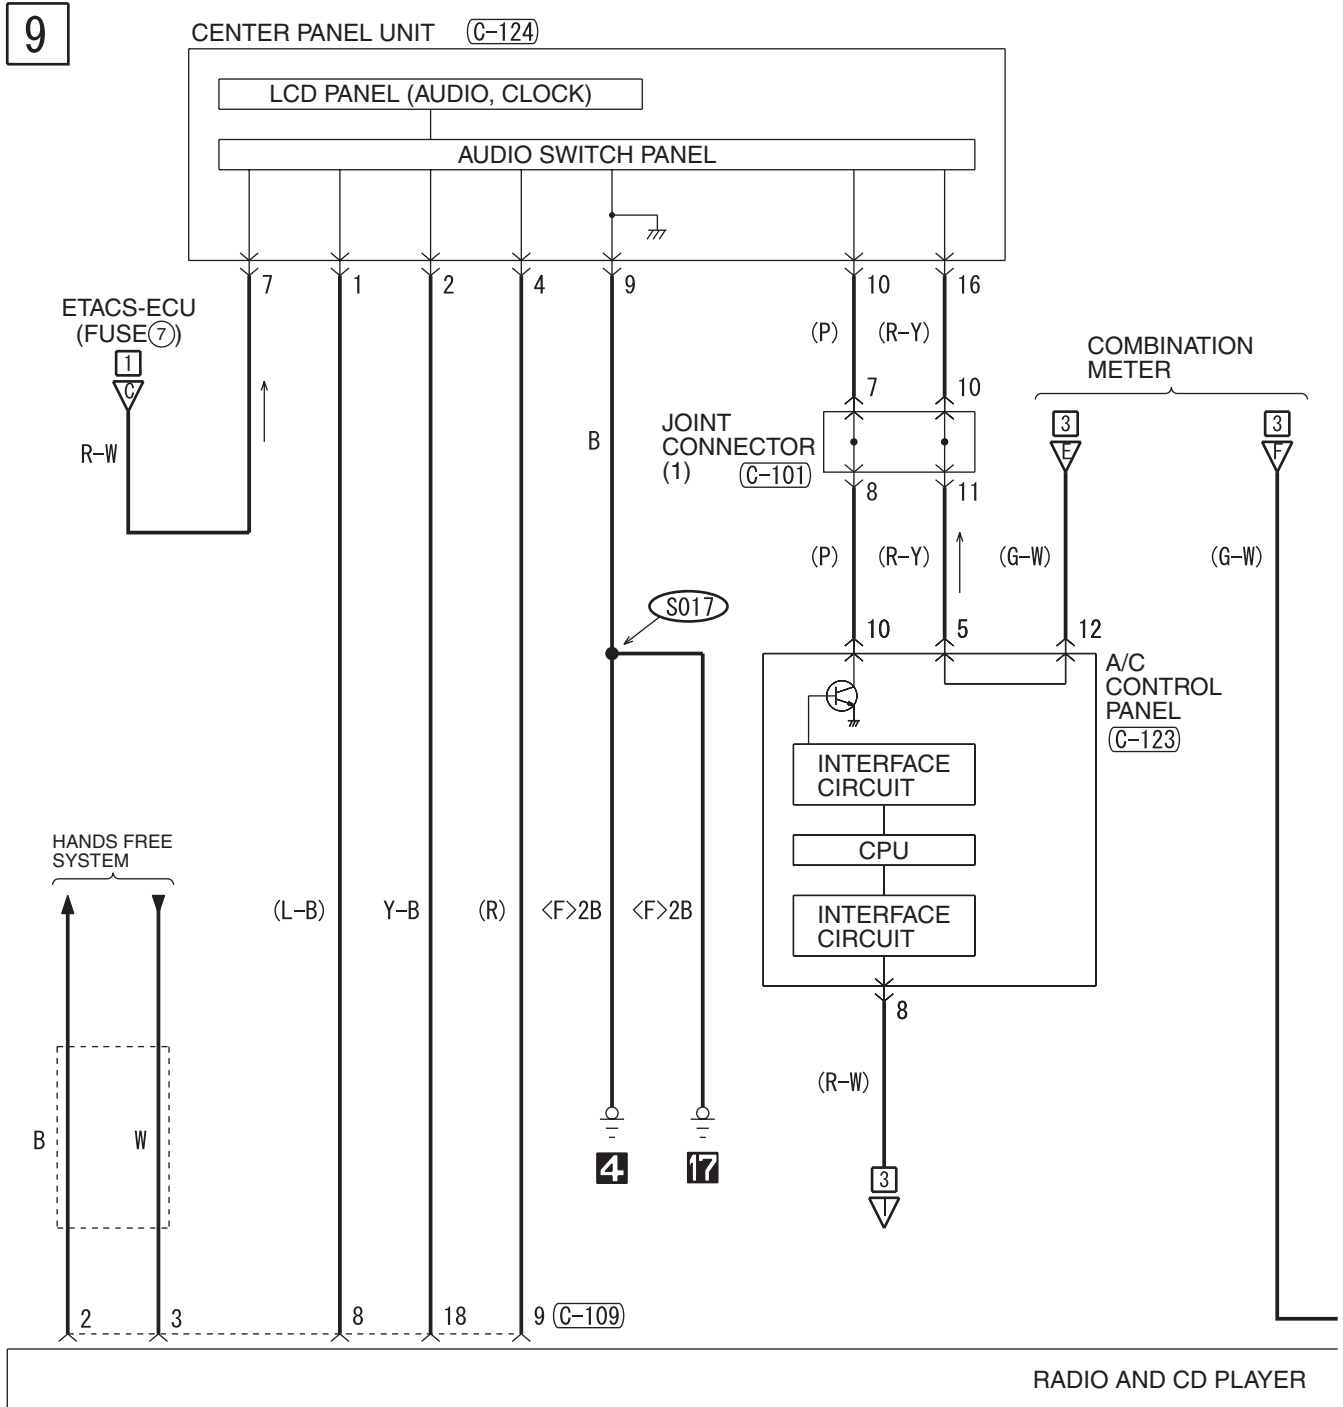 9
CENTER PANEL UNIT C-124
LCD PANEL (AUDIO, CLOCK)
AUDIO SWITCH PANEL
7 1 2 4 9 10 16
ETACS-ECU
(FUSE⑦)
1
C
R-W
(P) (R-Y)
COMBINATION
METER
7 10
JOINT
CONNECTOR
(1) C-101
B
3 3
E F
8 11
(P) (R-Y) (G-W) (G-W)
S017
10 5 12
A/C
CONTROL
PANEL
C-123
INTERFACE
CIRCUIT
CPU
INTERFACE
CIRCUIT
HANDS FREE
SYSTEM
(L-B) Y-B (R) <F>2B <F>2B
8
(R-W)
B W
4 17
3
I
2 3 8 18 9 C-109
RADIO AND CD PLAYER